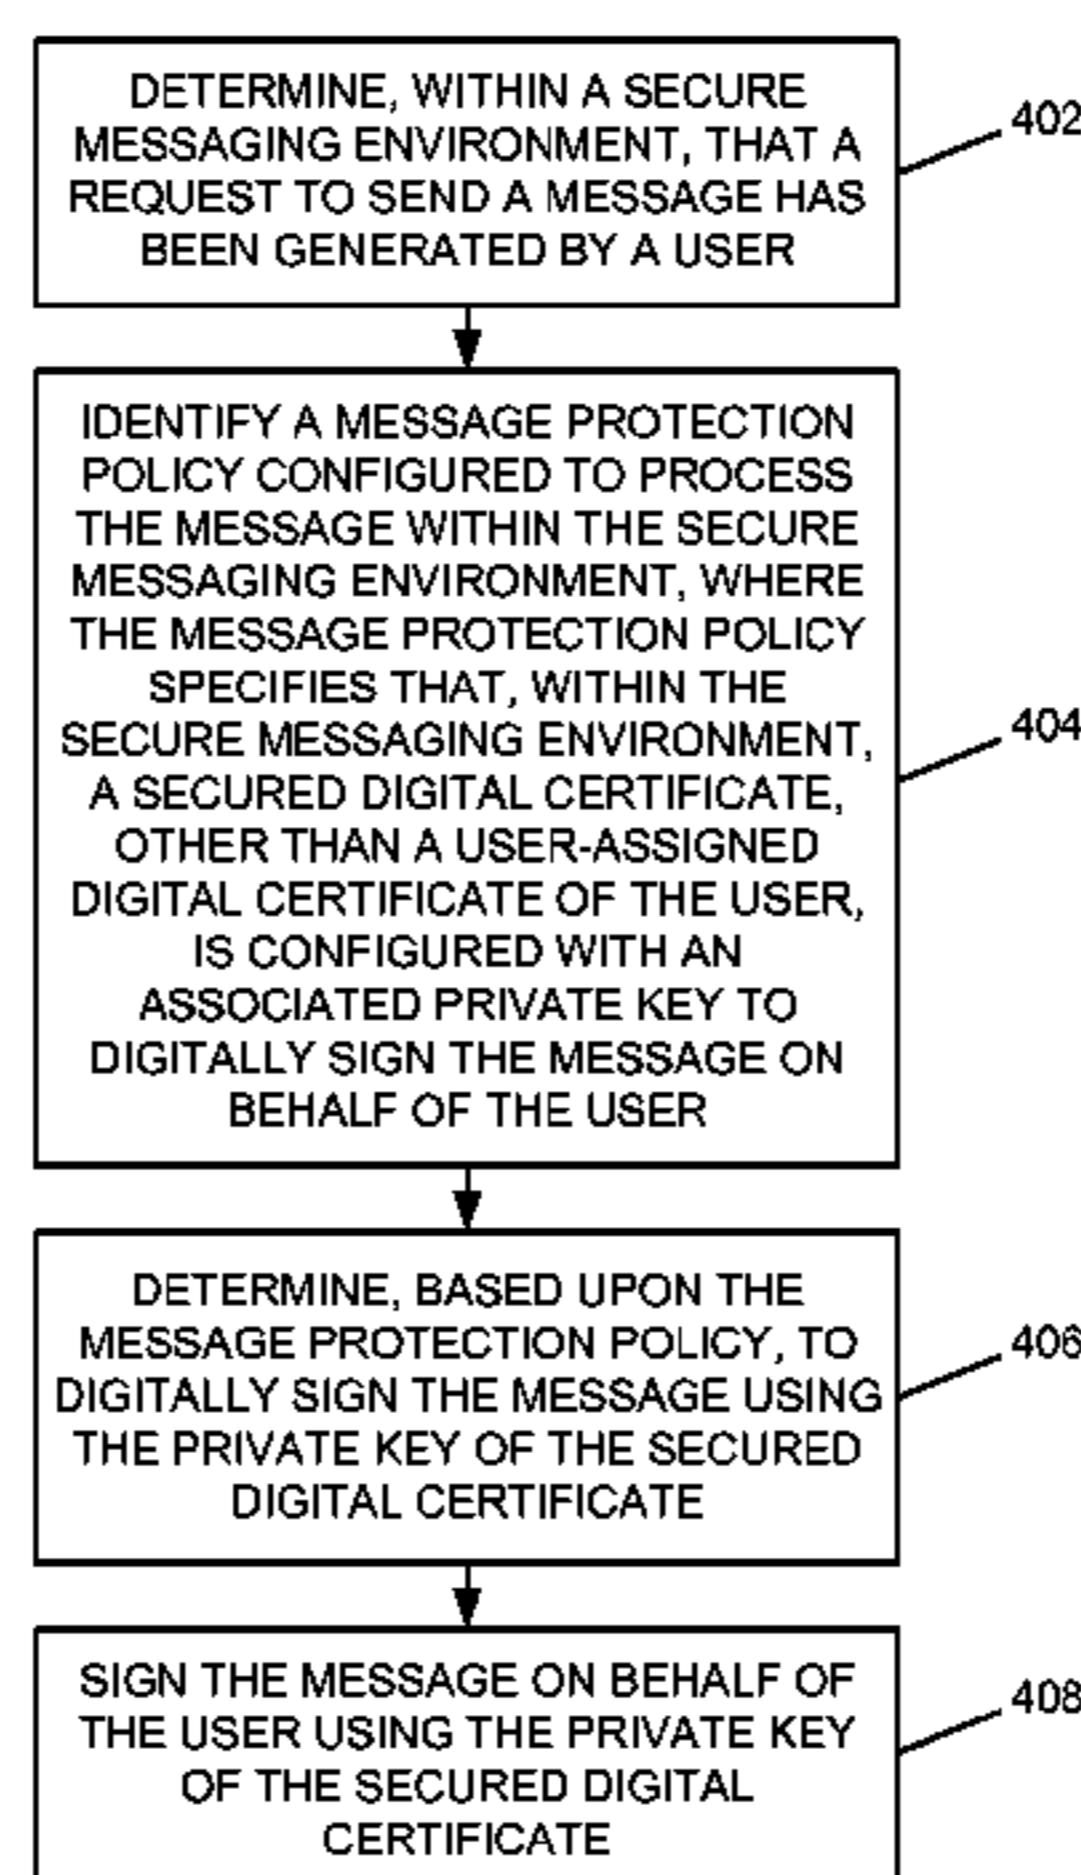 DETERMINE, WITHIN A SECURE
MESSAGING ENVIRONMENT, THAT A
REQUEST TO SEND A MESSAGE HAS
BEEN GENERATED BY A USER
402
IDENTIFY A MESSAGE PROTECTION
POLICY CONFIGURED TO PROCESS
THE MESSAGE WITHIN THE SECURE
MESSAGING ENVIRONMENT, WHERE
THE MESSAGE PROTECTION POLICY
SPECIFIES THAT, WITHIN THE
SECURE MESSAGING ENVIRONMENT,
A SECURED DIGITAL CERTIFICATE,
OTHER THAN A USER-ASSIGNED
DIGITAL CERTIFICATE OF THE USER,
IS CONFIGURED WITH AN
ASSOCIATED PRIVATE KEY TO
DIGITALLY SIGN THE MESSAGE ON
BEHALF OF THE USER
404
DETERMINE, BASED UPON THE
MESSAGE PROTECTION POLICY, TO
DIGITALLY SIGN THE MESSAGE USING
THE PRIVATE KEY OF THE SECURED
DIGITAL CERTIFICATE
406
SIGN THE MESSAGE ON BEHALF OF
THE USER USING THE PRIVATE KEY
OF THE SECURED DIGITAL
CERTIFICATE
408